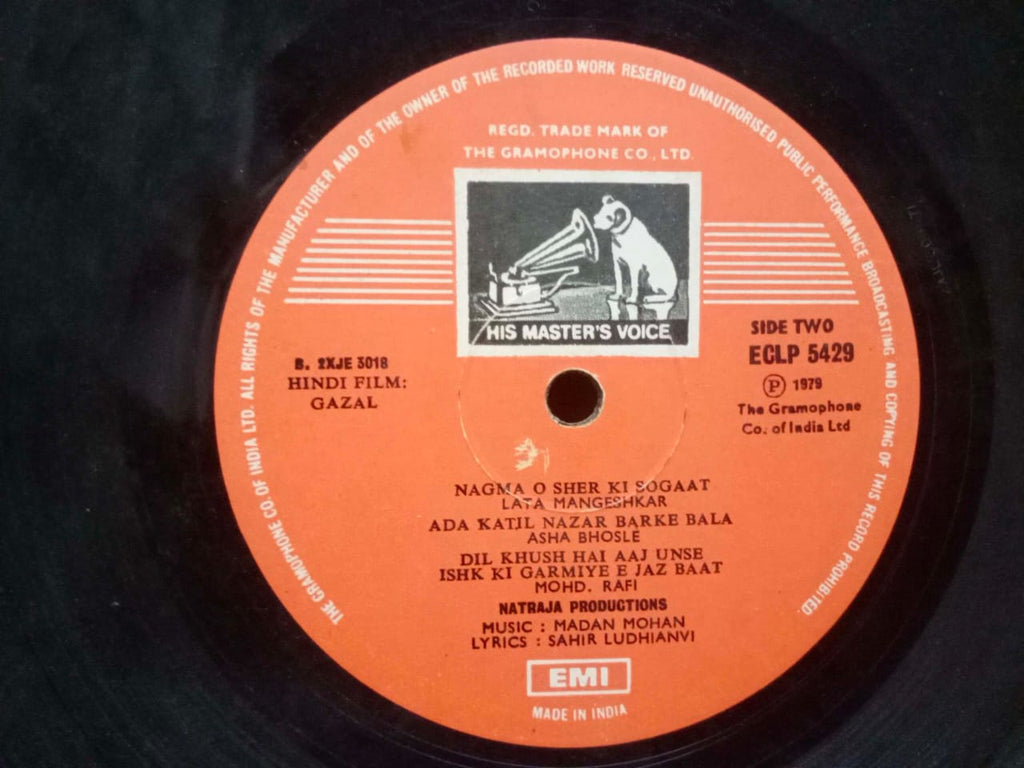 THE GRAMOPHONE CO. OF INDIA LTD. ALL RIGHTS OF THE MANUFACTURER AND OF THE OWNER OF THE RECORDED WORK RESERVED UNAUTHORISED PUBLIC PERFORMANCE BROADCASTING AND COPYING OF THIS RECORD PROHIBITED.
REGD. TRADE MARK OF
THE GRAMOPHONE CO., LTD.
HIS MASTER'S VOICE
SIDE TWO
ECLP 5429
Ⓟ 1979
The Gramophone
Co. of India Ltd
B. 2XJE 3018
HINDI FILM:
GAZAL
NAGMA O SHER KI SOGAAT
LATA MANGESHKAR
ADA KATIL NAZAR BARKE BALA
ASHA BHOSLE
DIL KHUSH HAI AAJ UNSE
ISHK KI GARMIYE E JAZ BAAT
MOHD. RAFI
NATRAJA PRODUCTIONS
MUSIC : MADAN MOHAN
LYRICS : SAHIR LUDHIANVI
EMI
MADE IN INDIA